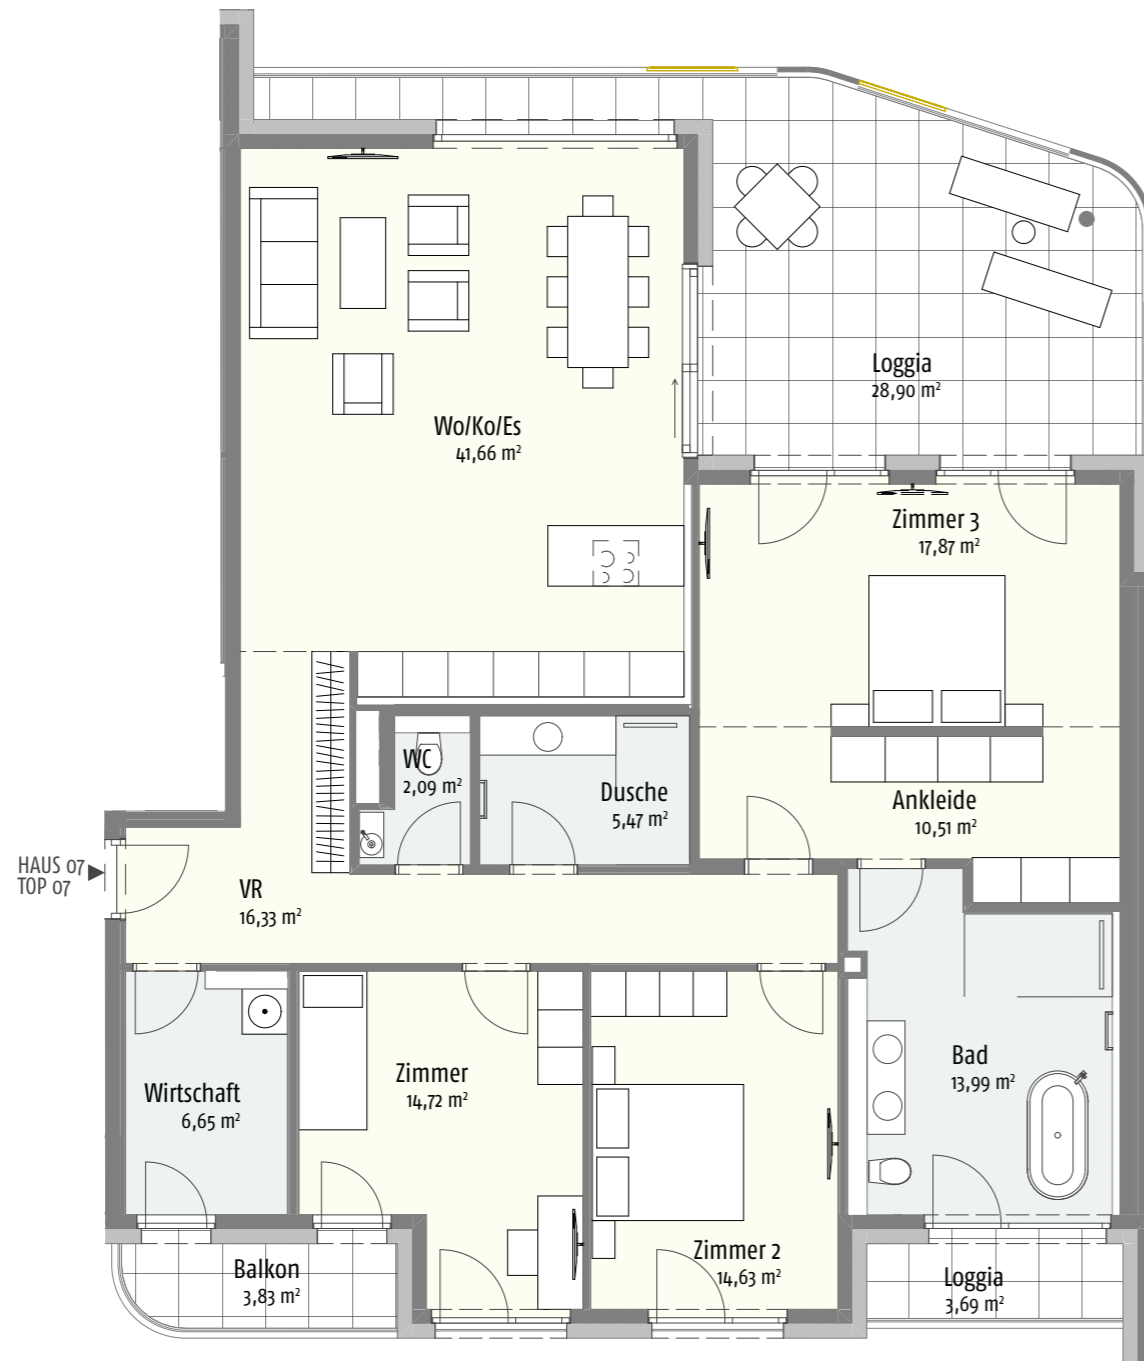 Loggia
28,90 m²
Wo/Ko/Es
41,66 m²
Zimmer 3
17,87 m²
WC
2,09 m²
Dusche
5,47 m²
Ankleide
10,51 m²
HAUS 07
TOP 07
VR
16,33 m²
Wirtschaft
6,65 m²
Zimmer
14,72 m²
Bad
13,99 m²
Zimmer 2
14,63 m²
Balkon
3,83 m²
Loggia
3,69 m²